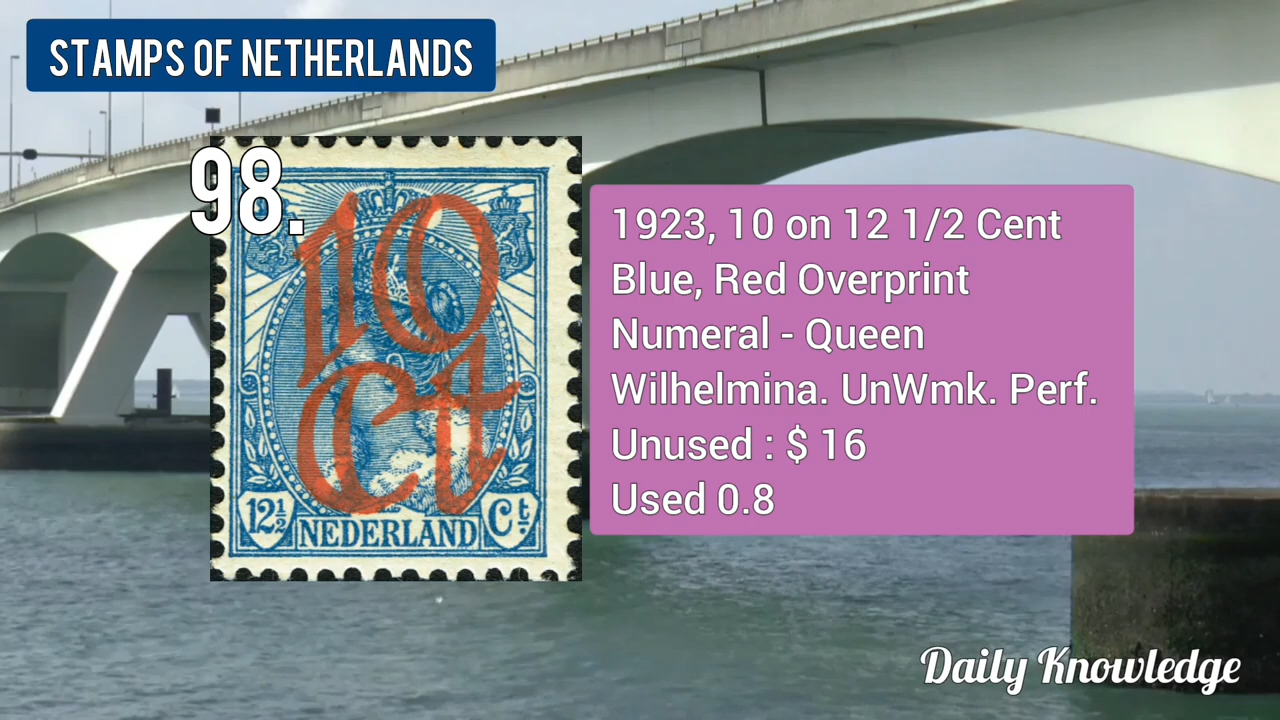 STAMPS OF NETHERLANDS
98.
10
Ct
12½ NEDERLAND Ct.
1923, 10 on 12 1/2 Cent
Blue, Red Overprint
Numeral - Queen
Wilhelmina. UnWmk. Perf.
Unused : $ 16
Used 0.8
Daily Knowledge